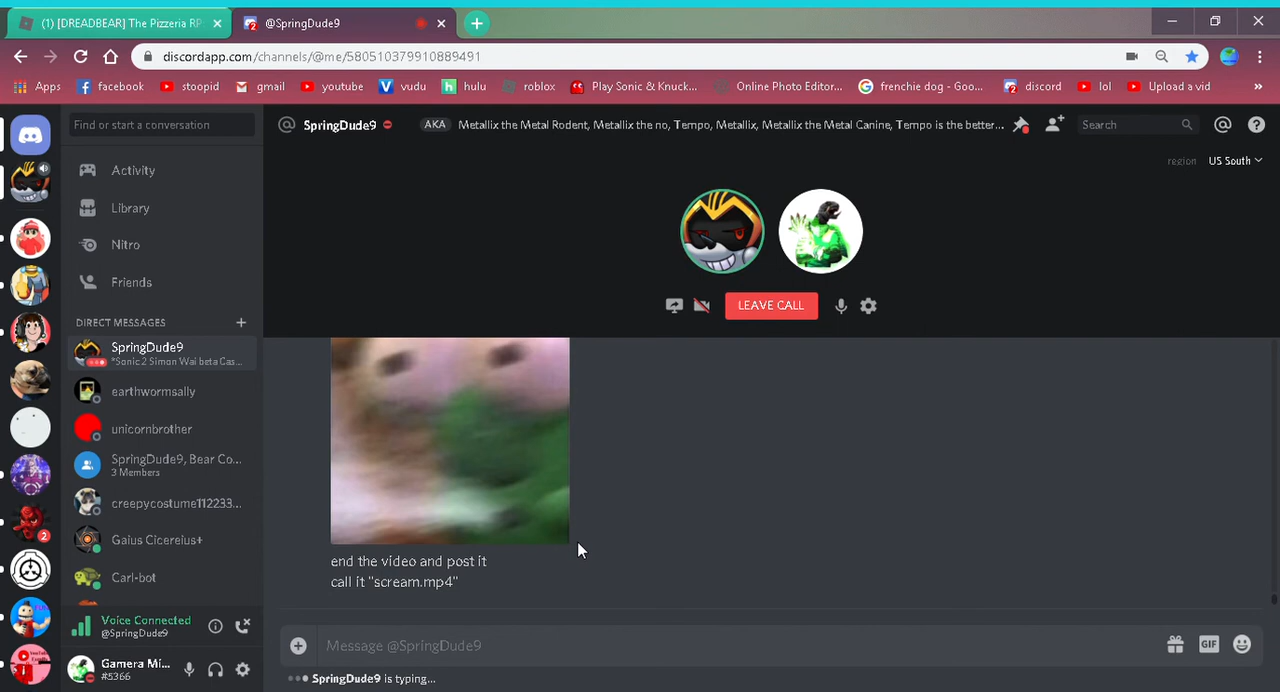 (1) [DREADBEAR] The Pizzeria RP
@SpringDude9
discordapp.com/channels/@me/580510379910889491
Apps facebook stoopid gmail youtube vudu hulu roblox Play Sonic & Knuck... Online Photo Editor... frenchie dog - Goo... discord lol Upload a vid »
Find or start a conversation
SpringDude9 AKA Metallix the Metal Rodent, Metallix the no, Tempo, Metallix, Metallix the Metal Canine, Tempo is the better...
Search
region US South
Activity
Library
Nitro
Friends
LEAVE CALL
DIRECT MESSAGES
SpringDude9
"Sonic 2 Simon Wai beta Cas...
earthwormsally
unicornbrother
SpringDude9, Bear Co...
3 Members
creepycostume112233...
Gaius Cicereius+
Carl-bot
2
end the video and post it
call it "scream.mp4"
Voice Connected
@SpringDude9
Gamera Mi...
#5366
Message @SpringDude9
GIF
SpringDude9 is typing...